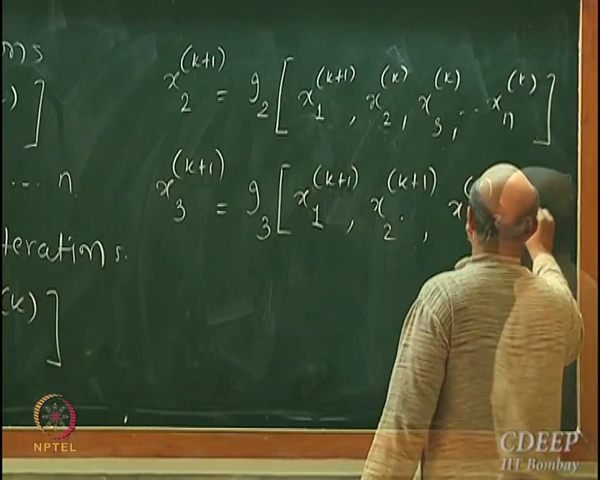 ns
x_2^(k+1) = g_2 [ x_1^(k+1), x_2^(k), x_3^(k), ... x_n^(k) ]
) ]
... n
x_3^(k+1) = g_3 [ x_1^(k+1), x_2^(k+1), x
terations.
(k) ]
NPTEL
CDEEP
IIT Bombay